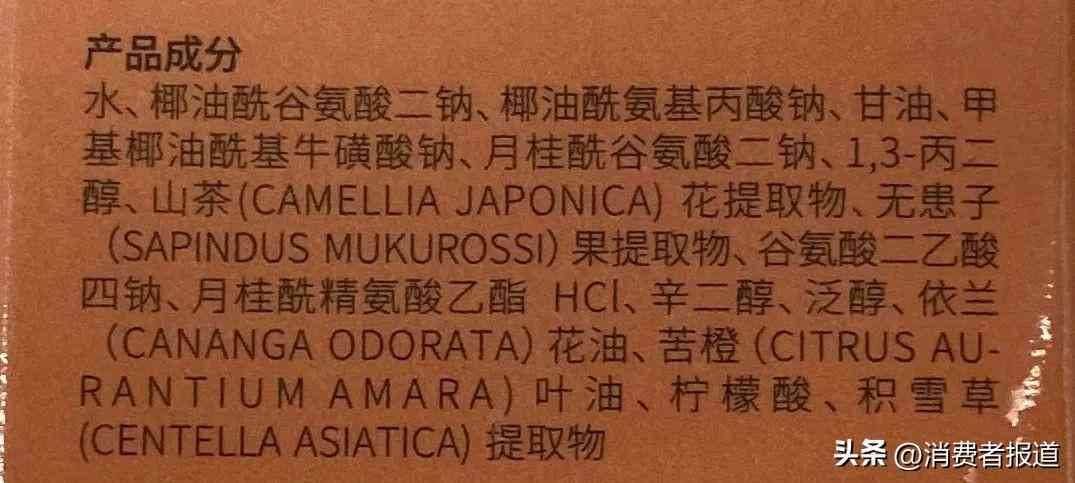 产品成分
水、椰油酰谷氨酸二钠、椰油酰氨基丙酸钠、甘油、甲
基椰油酰基牛磺酸钠、月桂酰谷氨酸二钠、1,3-丙二
醇、山茶(CAMELLIA JAPONICA) 花提取物、无患子
（SAPINDUS MUKUROSSI）果提取物、谷氨酸二乙酸
四钠、月桂酰精氨酸乙酯 HCl、辛二醇、泛醇、依兰
（CANANGA ODORATA）花油、苦橙（CITRUS AU-
RANTIUM AMARA）叶油、柠檬酸、积雪草
(CENTELLA ASIATICA) 提取物
头条 @消费者报道